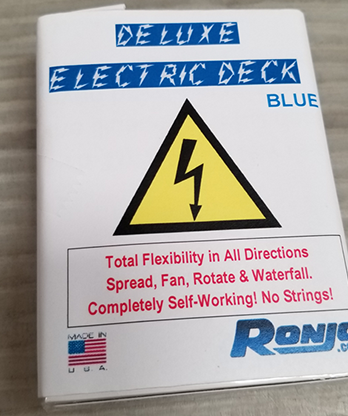 DELUXE
ELECTRIC DECK
BLUE
Total Flexibility in All Directions
Spread, Fan, Rotate & Waterfall.
Completely Self-Working! No Strings!
MADE IN
U.S.A.